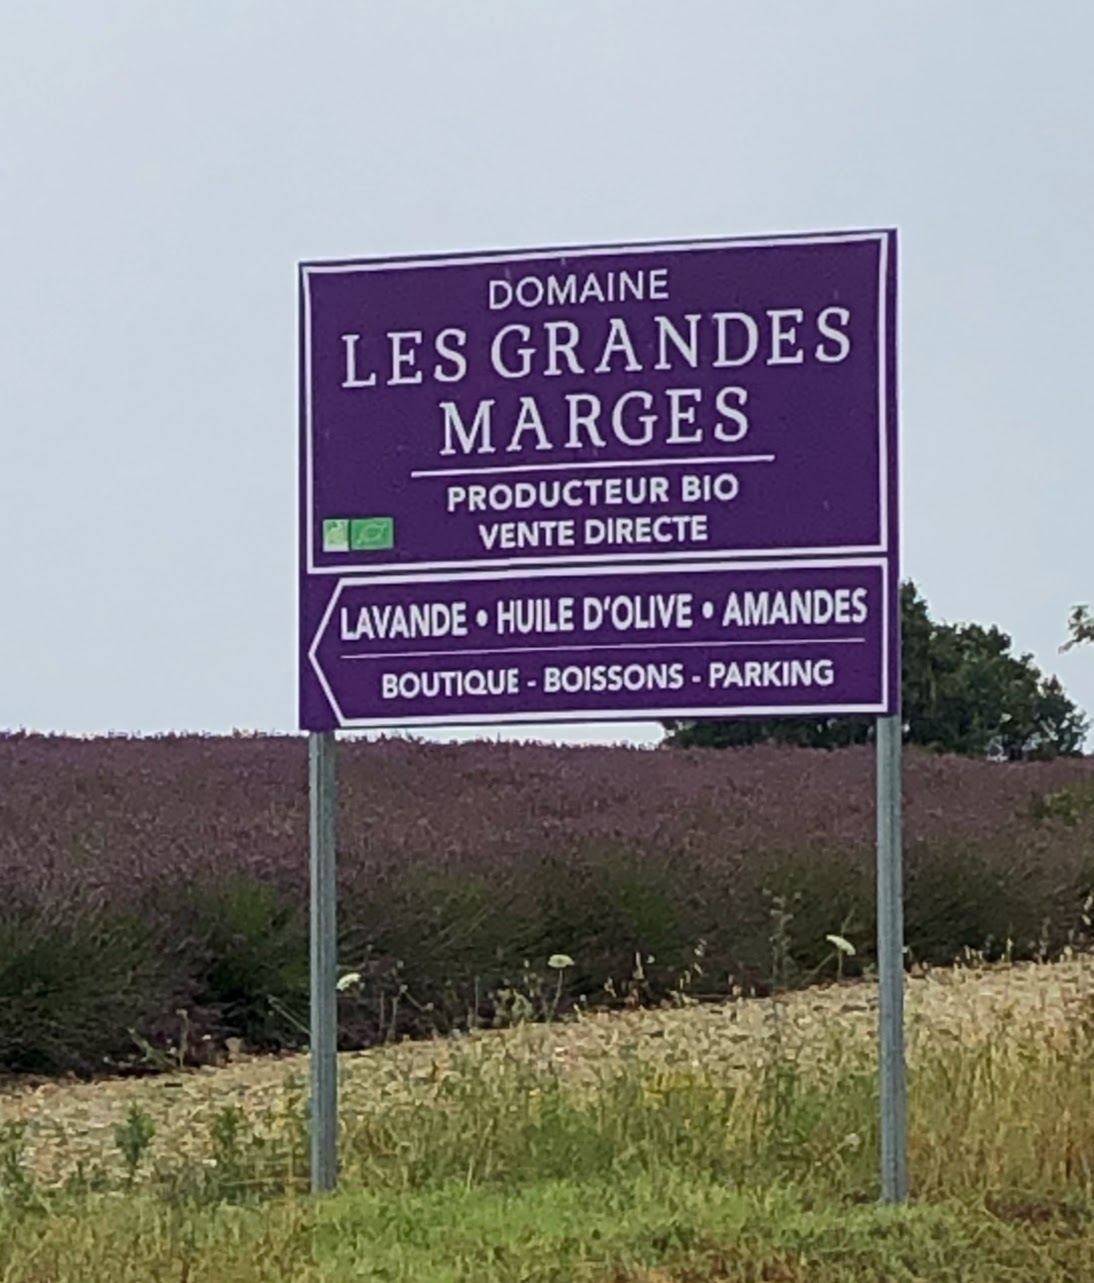 DOMAINE
LES GRANDES
MARGES
PRODUCTEUR BIO
VENTE DIRECTE
LAVANDE • HUILE D'OLIVE • AMANDES
BOUTIQUE - BOISSONS - PARKING